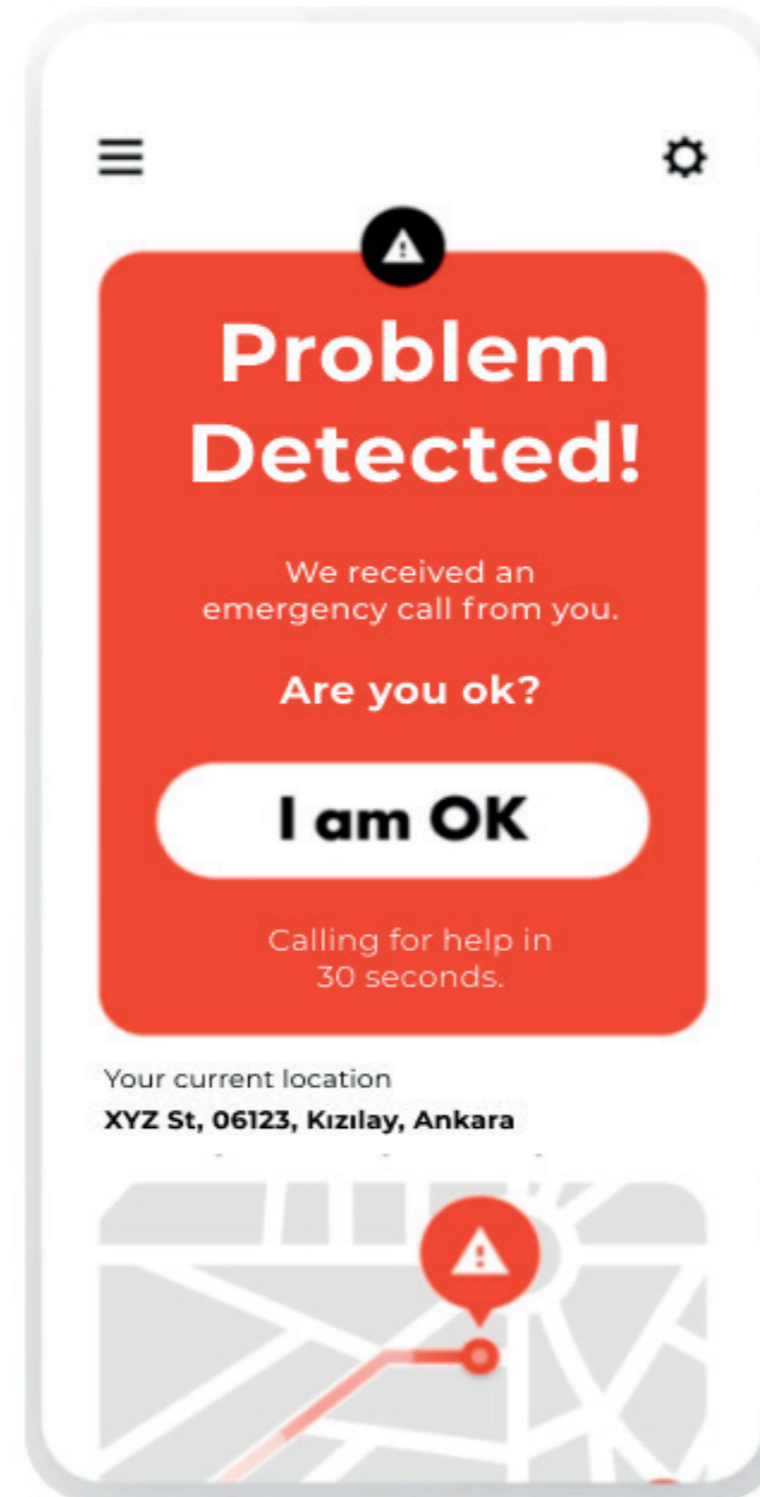 Problem
Detected!
We received an
emergency call from you.
Are you ok?
I am OK
Calling for help in
30 seconds.
Your current location
XYZ St, 06123, Kızılay, Ankara